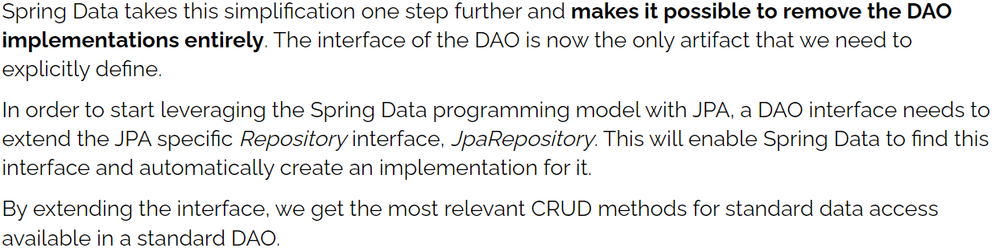 Spring Data takes this simplification one step further and makes it possible to remove the DAO
implementations entirely. The interface of the DAO is now the only artifact that we need to
explicitly define.
In order to start leveraging the Spring Data programming model with JPA, a DAO interface needs to
extend the JPA specific Repository interface, JpaRepository. This will enable Spring Data to find this
interface and automatically create an implementation for it.
By extending the interface, we get the most relevant CRUD methods for standard data access
available in a standard DAO.